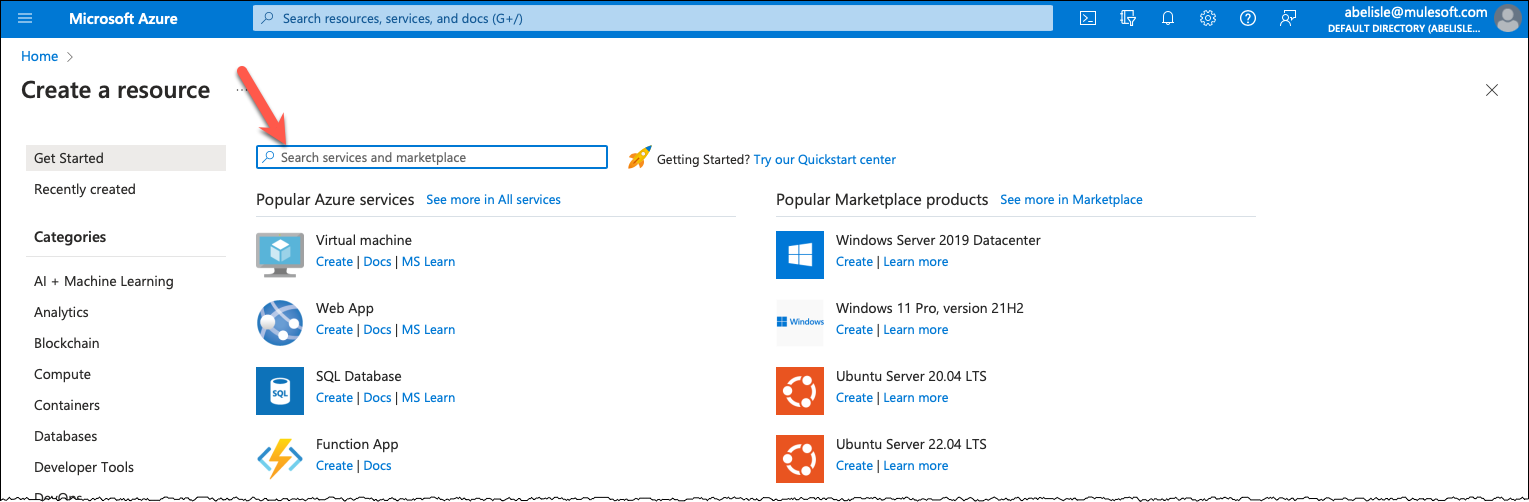 Microsoft Azure
Search resources, services, and docs (G+/)
abelisle@mulesoft.com
DEFAULT DIRECTORY (ABELISLE...
Home >
Create a resource ...
Get Started
Recently created
Categories
AI + Machine Learning
Analytics
Blockchain
Compute
Containers
Databases
Developer Tools
DevOps
Search services and marketplace
Getting Started? Try our Quickstart center
Popular Azure services See more in All services
Virtual machine
Create | Docs | MS Learn
Web App
Create | Docs | MS Learn
SQL
SQL Database
Create | Docs | MS Learn
Function App
Create | Docs
Popular Marketplace products See more in Marketplace
Windows Server 2019 Datacenter
Create | Learn more
Windows
Windows 11 Pro, version 21H2
Create | Learn more
Ubuntu Server 20.04 LTS
Create | Learn more
Ubuntu Server 22.04 LTS
Create | Learn more